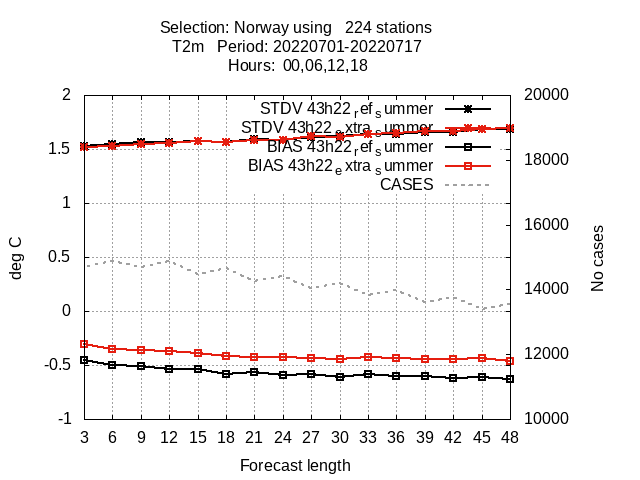 Selection: Norway using   224 stations
T2m   Period: 20220701-20220717
Hours:  00,06,12,18
2
1.5
1
0.5
0
-0.5
-1
20000
18000
16000
14000
12000
10000
STDV 43h22 ref summer
STDV 43h22 extra summer
BIAS 43h22 ref summer
BIAS 43h22 extra summer
CASES
deg C
No cases
3 6 9 12 15 18 21 24 27 30 33 36 39 42 45 48
Forecast length